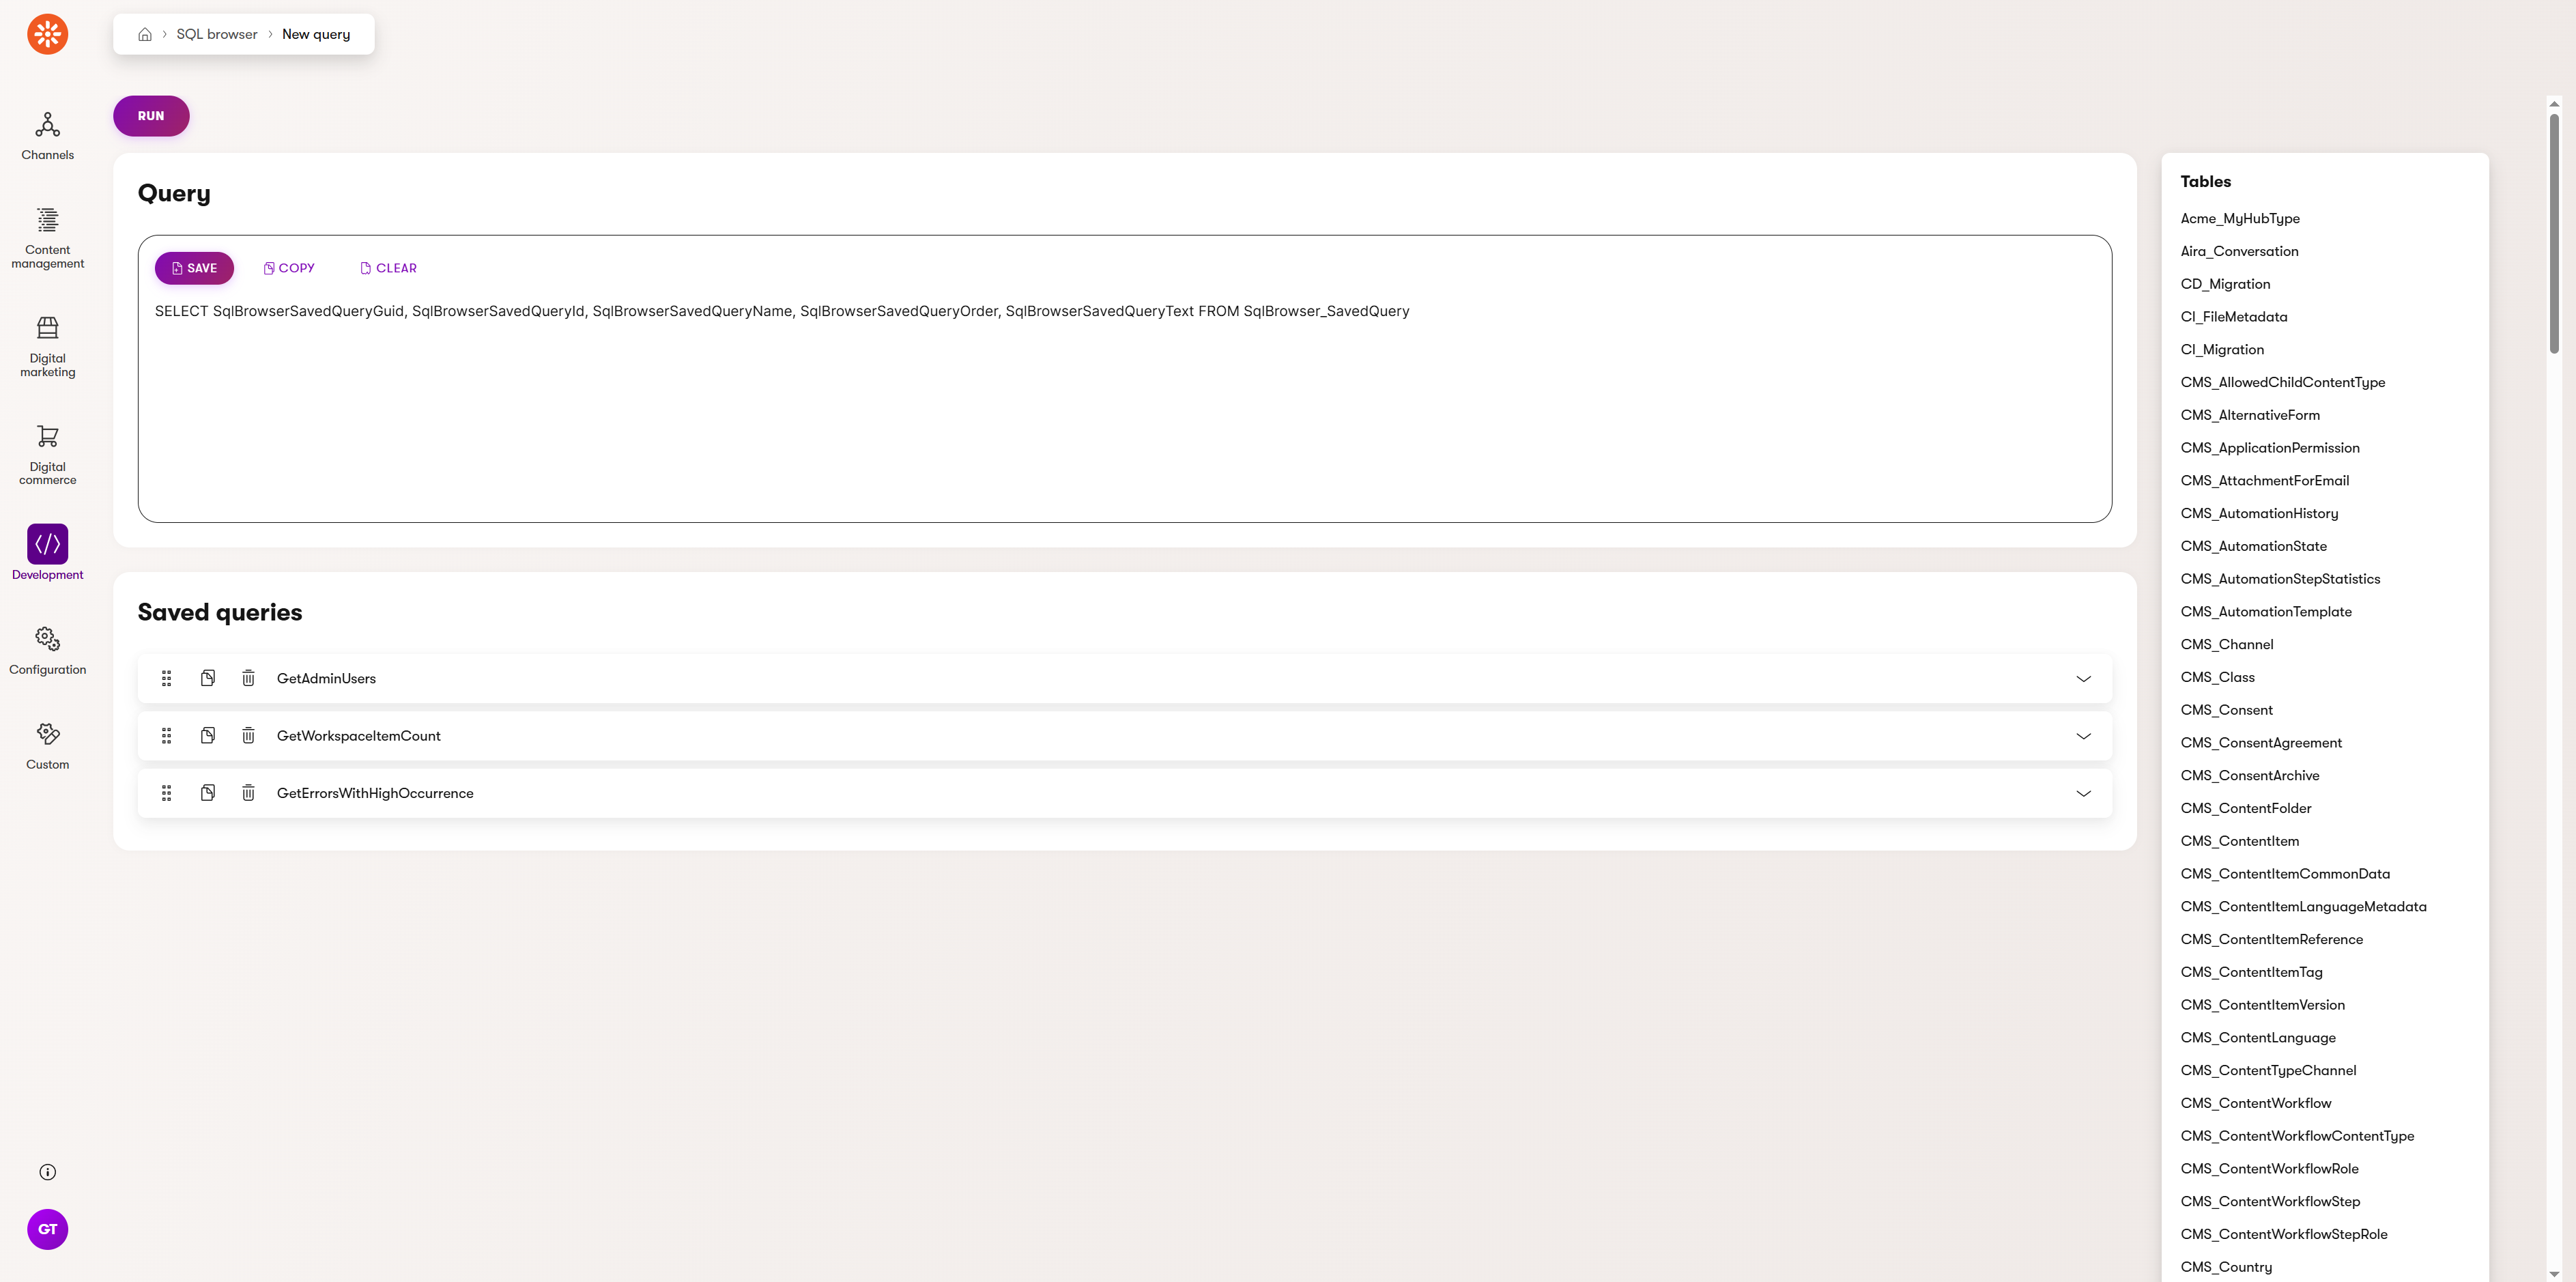 SQL browser
New query
Channels
Content
management
Digital
marketing
Digital
commerce
Development
Configuration
Custom
GT
RUN
Query
SAVE
COPY
CLEAR
SELECT SqlBrowserSavedQueryGuid, SqlBrowserSavedQueryId, SqlBrowserSavedQueryName, SqlBrowserSavedQueryOrder, SqlBrowserSavedQueryText FROM SqlBrowser_SavedQuery
Saved queries
GetAdminUsers
GetWorkspaceItemCount
GetErrorsWithHighOccurrence
Tables
Acme_MyHubType
Aira_Conversation
CD_Migration
CI_FileMetadata
CI_Migration
CMS_AllowedChildContentType
CMS_AlternativeForm
CMS_ApplicationPermission
CMS_AttachmentForEmail
CMS_AutomationHistory
CMS_AutomationState
CMS_AutomationStepStatistics
CMS_AutomationTemplate
CMS_Channel
CMS_Class
CMS_Consent
CMS_ConsentAgreement
CMS_ConsentArchive
CMS_ContentFolder
CMS_ContentItem
CMS_ContentItemCommonData
CMS_ContentItemLanguageMetadata
CMS_ContentItemReference
CMS_ContentItemTag
CMS_ContentItemVersion
CMS_ContentLanguage
CMS_ContentTypeChannel
CMS_ContentWorkflow
CMS_ContentWorkflowContentType
CMS_ContentWorkflowRole
CMS_ContentWorkflowStep
CMS_ContentWorkflowStepRole
CMS_Country